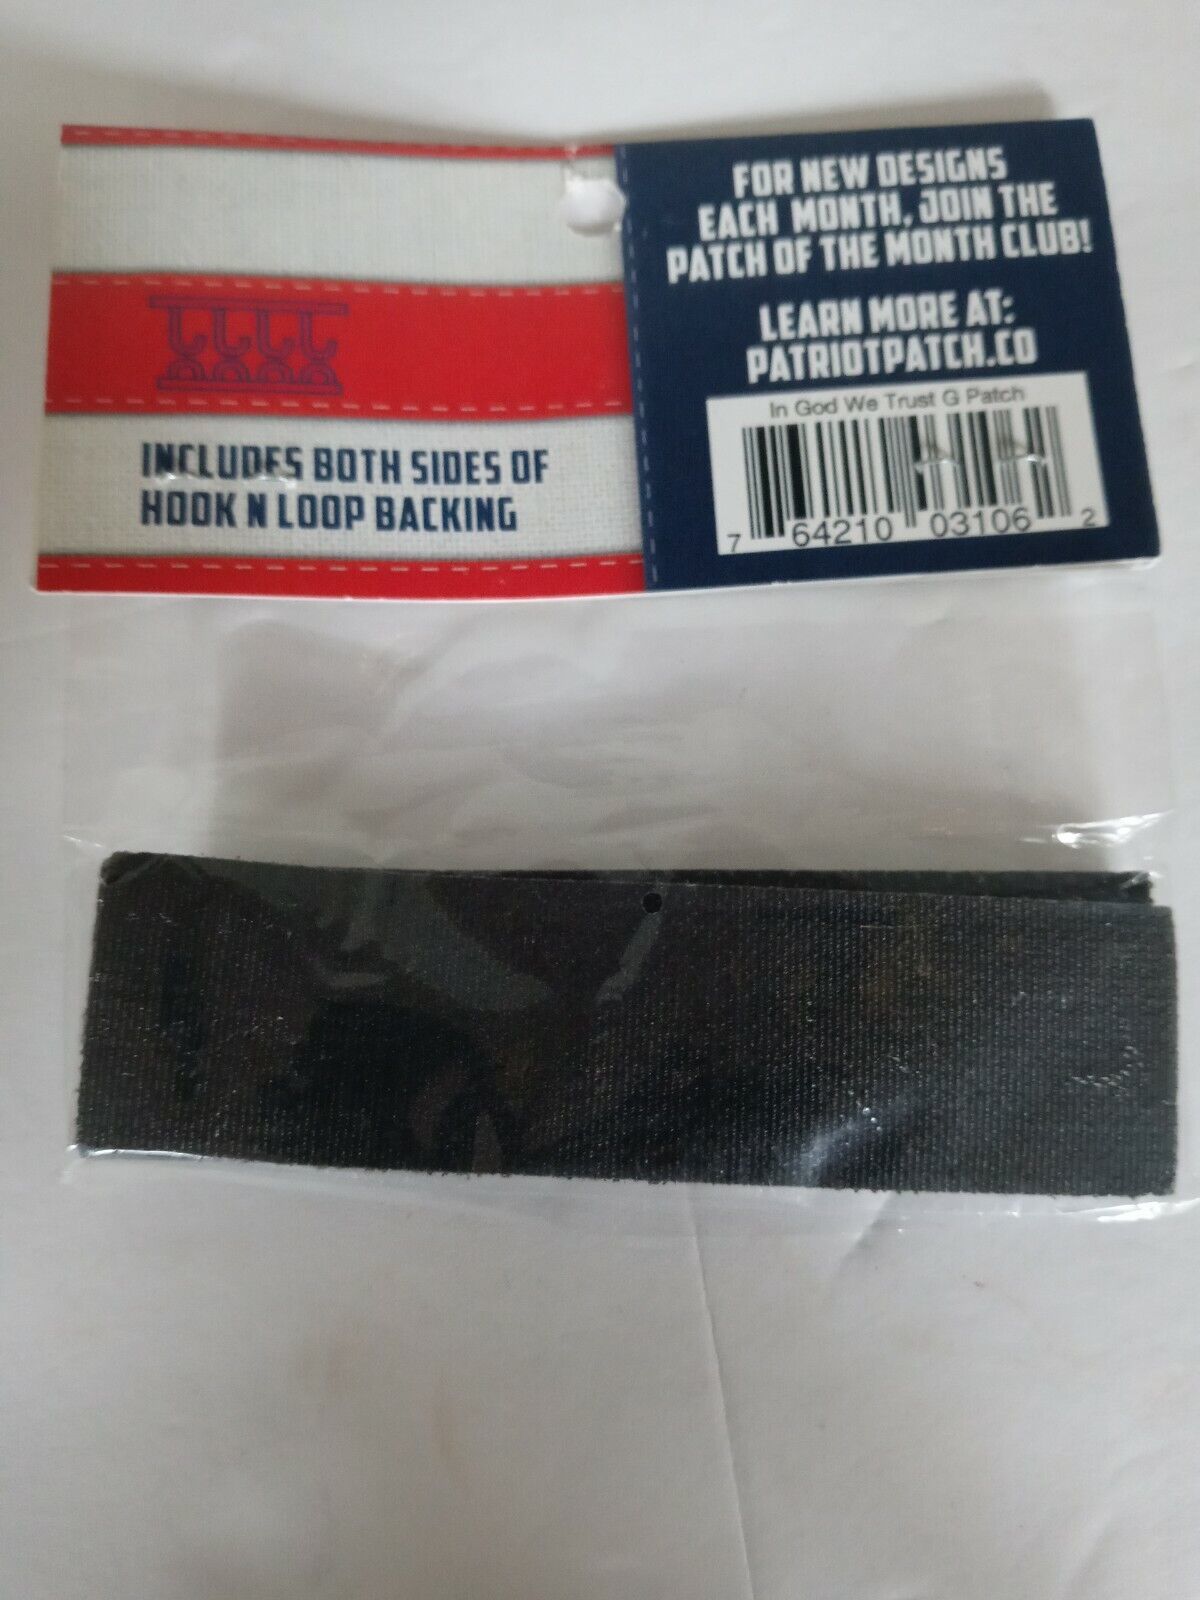 FOR NEW DESIGNS
EACH MONTH, JOIN THE
PATCH OF THE MONTH CLUB!
LEARN MORE AT:
PATRIOTPATCH.CO
In God We Trust G Patch
7 64210 03106 2
INCLUDES BOTH SIDES OF
HOOK N LOOP BACKING